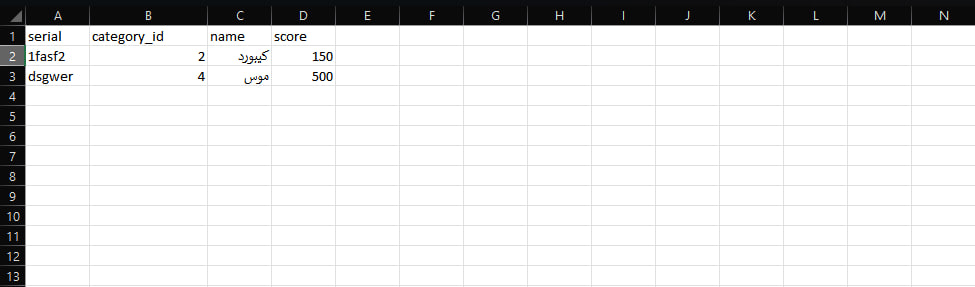 A B C D E F G H I J K L M N
1 serial category_id name score
2 1fasf2 2 کیبورد 150
3 dsgwer 4 موس 500
4
5
6
7
8
9
10
11
12
13